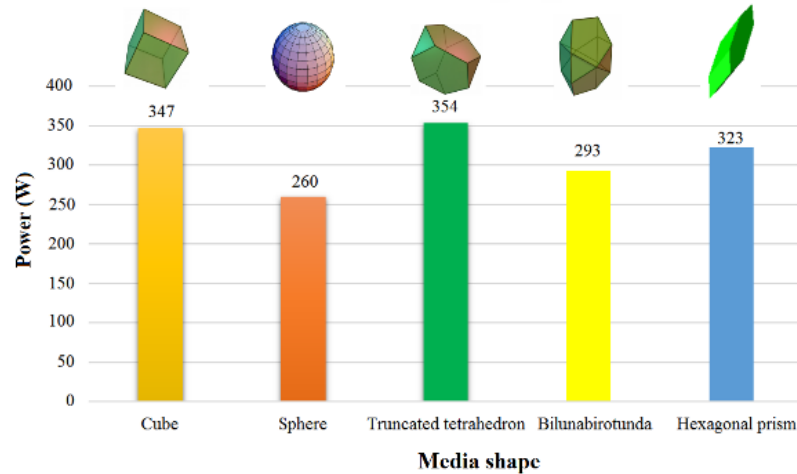 400
350
300
250
200
150
100
50
0
Power (W)
347
260
354
293
323
Cube
Sphere
Truncated tetrahedron
Bilunabirotunda
Hexagonal prism
Media shape